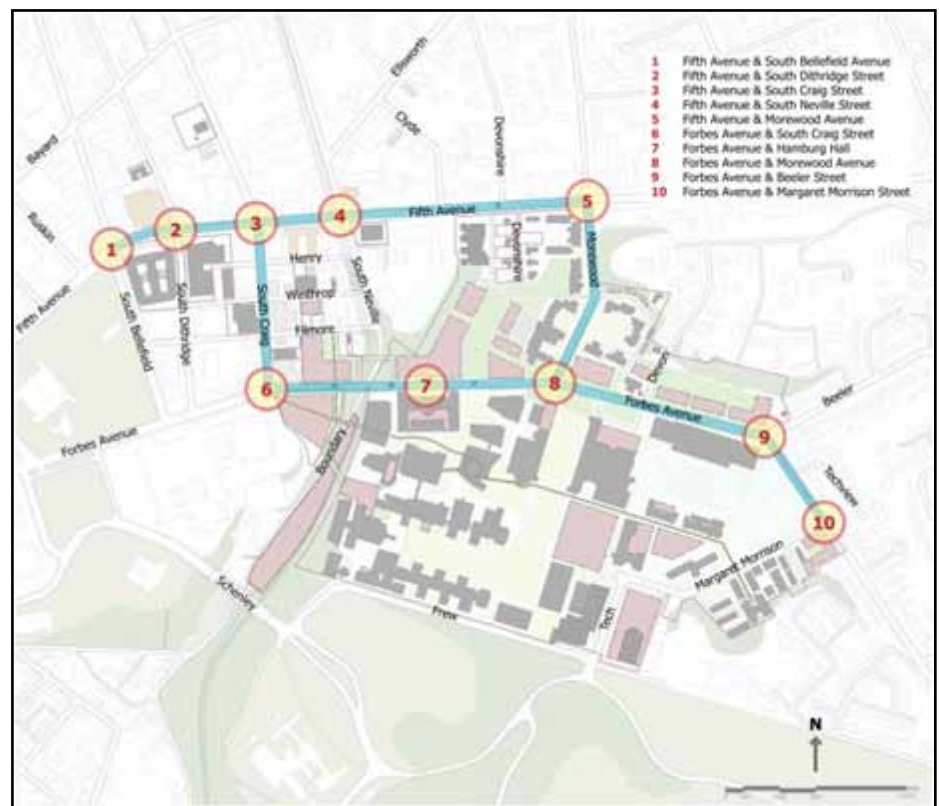 1 Fifth Avenue & South Bellefield Avenue
2 Fifth Avenue & South Dithridge Street
3 Fifth Avenue & South Craig Street
4 Fifth Avenue & South Neville Street
5 Fifth Avenue & Morewood Avenue
6 Forbes Avenue & South Craig Street
7 Forbes Avenue & Hamburg Hall
8 Forbes Avenue & Morewood Avenue
9 Forbes Avenue & Beeler Street
10 Forbes Avenue & Margaret Morrison Street
Ellsworth
Clyde
Devonshire
Bayard
Ruskin
1
2
3
4
5
Fifth Avenue
Fifth Avenue
Henry
Devonshire
Morewood
South Bellefield
South Dithridge
South Craig
Winthrop
South Neville
Filmore
6
7
8
Devon
Forbes Avenue
Beeler
9
Forbes Avenue
Boundary
Techview
10
Margaret Morrison
Schenley
Frew
Tech
N